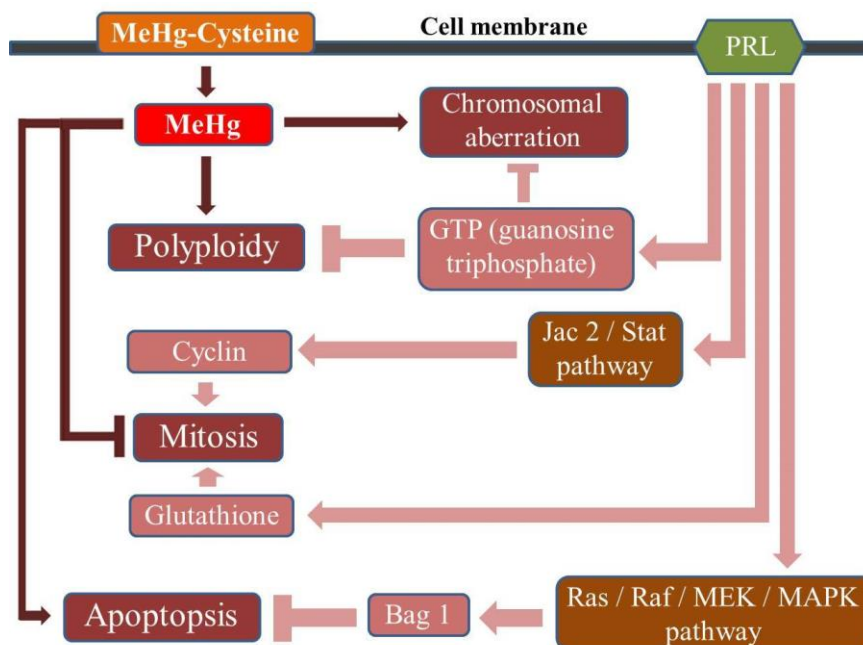 MeHg-Cysteine
Cell membrane
PRL
MeHg
Chromosomal
aberration
Polyploidy
GTP (guanosine
triphosphate)
Cyclin
Jac 2 / Stat
pathway
Mitosis
Glutathione
Apoptopsis
Bag 1
Ras / Raf / MEK / MAPK
pathway